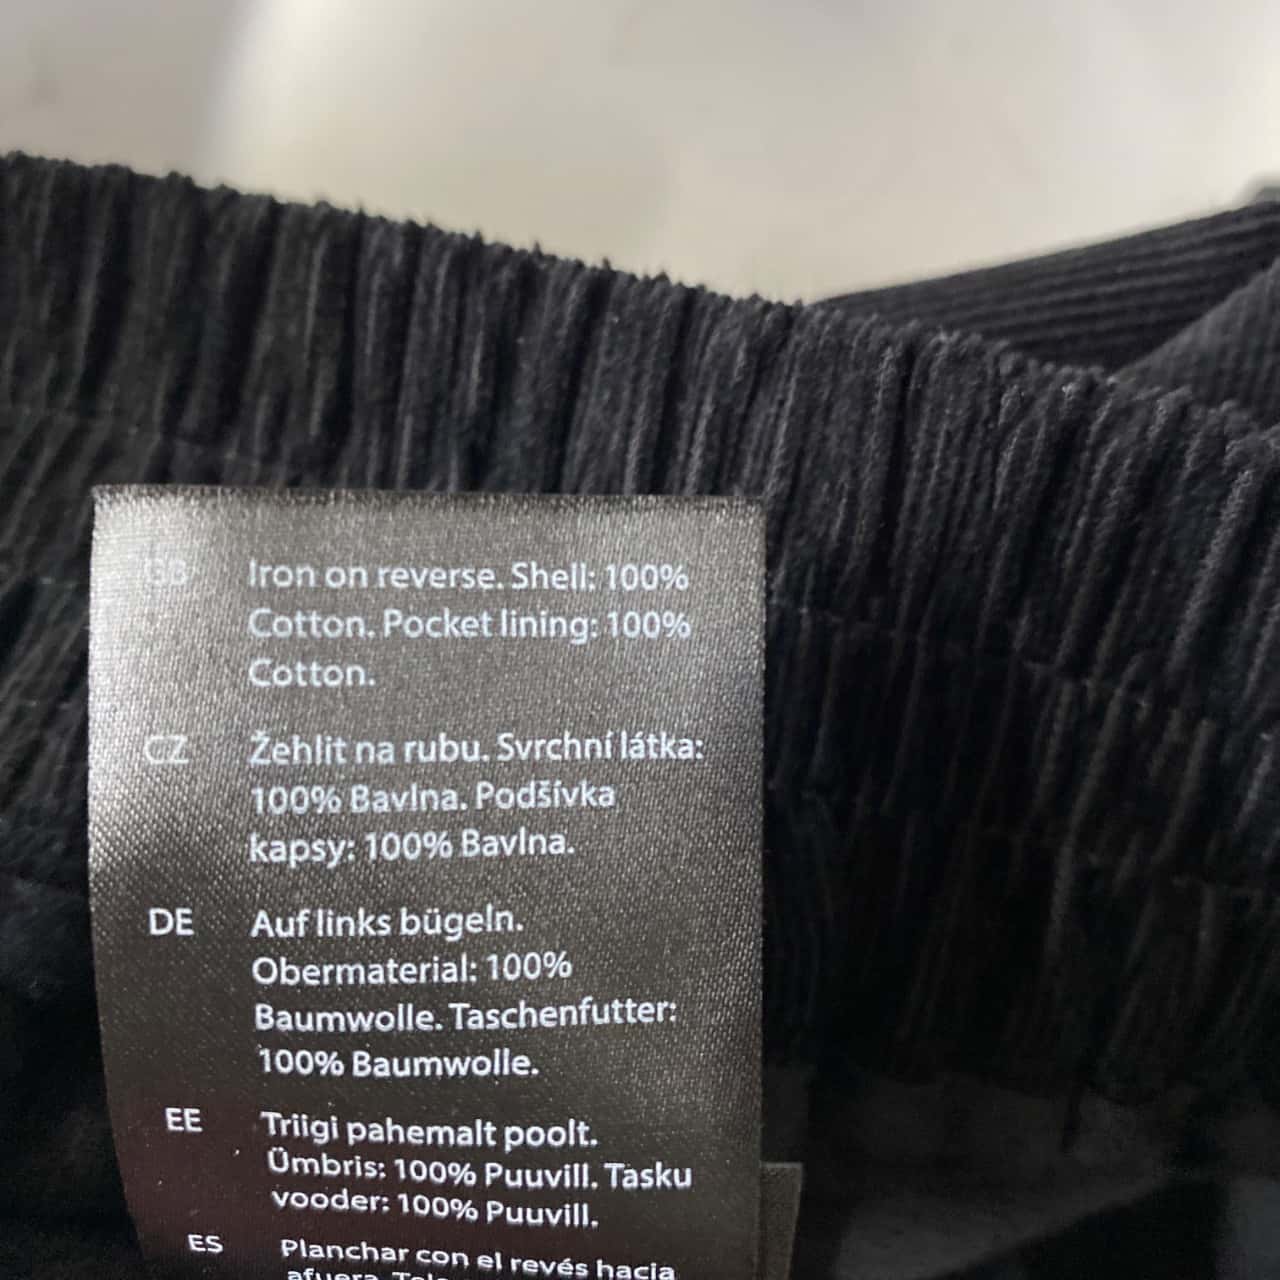 GB Iron on reverse. Shell: 100%
Cotton. Pocket lining: 100%
Cotton.
CZ Žehlit na rubu. Svrchní látka:
100% Bavlna. Podšívka
kapsy: 100% Bavlna.
DE Auf links bügeln.
Obermaterial: 100%
Baumwolle. Taschenfutter:
100% Baumwolle.
EE Triigi pahemalt poolt.
Ümbris: 100% Puuvill. Tasku
vooder: 100% Puuvill.
ES Planchar con el revés hacia
afuera.